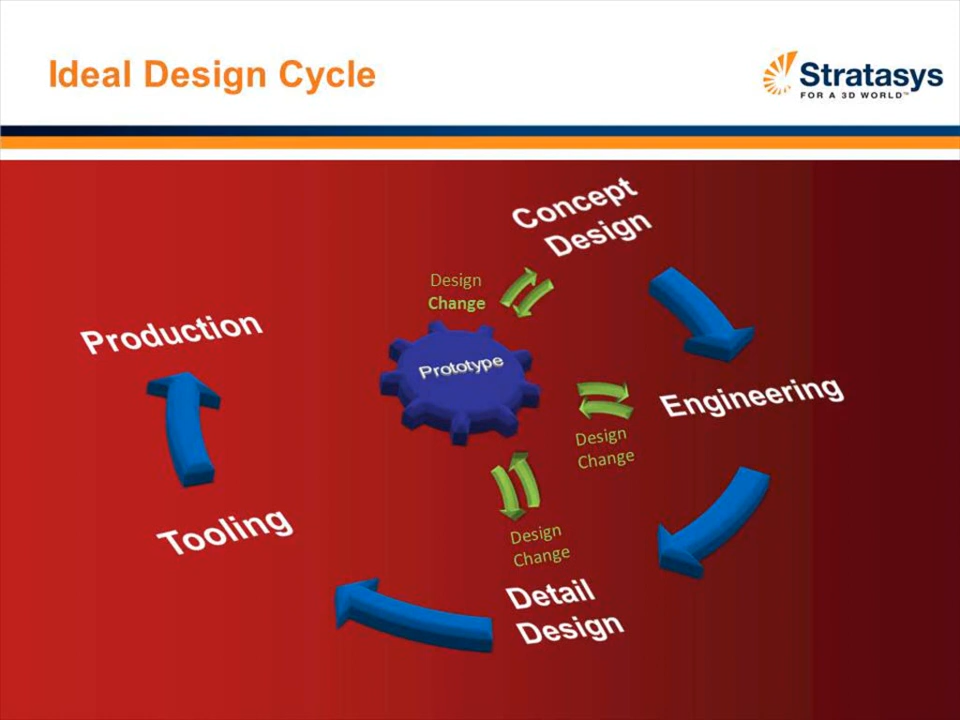 Ideal Design Cycle
Stratasys
FOR A 3D WORLD™
Concept
Design
Design
Change
Production
Prototype
Engineering
Design
Change
Tooling
Design
Change
Detail
Design